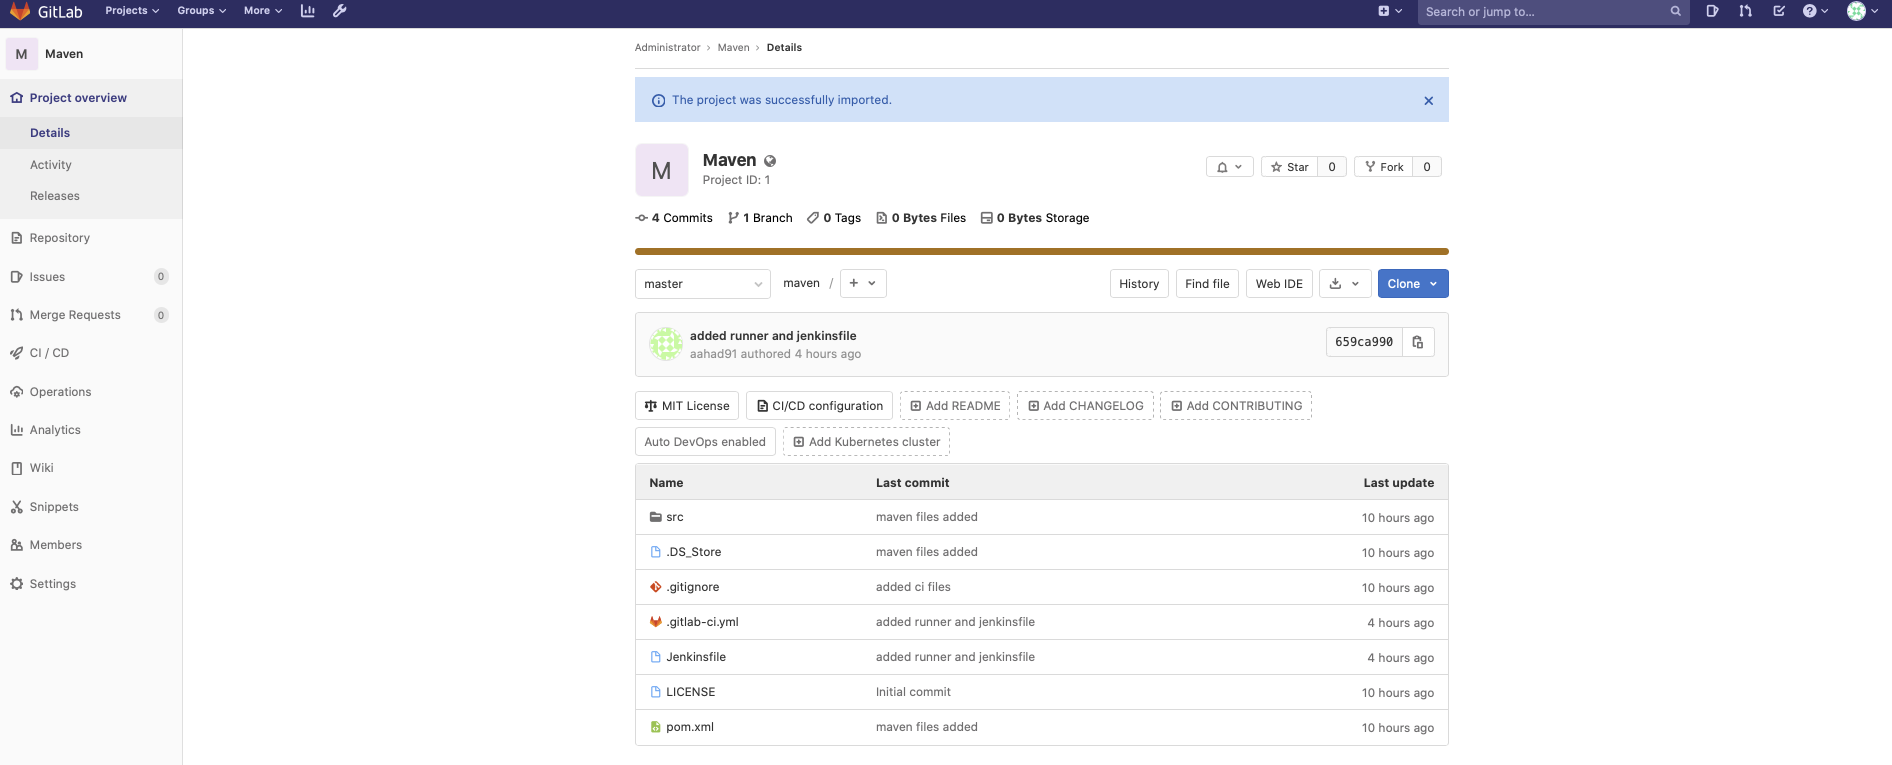 GitLab Projects Groups More Search or jump to...
M Maven
Project overview
Details
Activity
Releases
Repository
Issues 0
Merge Requests 0
CI / CD
Operations
Analytics
Wiki
Snippets
Members
Settings
Administrator › Maven › Details
The project was successfully imported.
M
Maven
Project ID: 1
Star 0 Fork 0
4 Commits 1 Branch 0 Tags 0 Bytes Files 0 Bytes Storage
master maven / + History Find file Web IDE Clone
added runner and jenkinsfile
aahad91 authored 4 hours ago
659ca990
MIT License CI/CD configuration Add README Add CHANGELOG Add CONTRIBUTING
Auto DevOps enabled Add Kubernetes cluster
Name Last commit Last update
src maven files added 10 hours ago
.DS_Store maven files added 10 hours ago
.gitignore added ci files 10 hours ago
.gitlab-ci.yml added runner and jenkinsfile 4 hours ago
Jenkinsfile added runner and jenkinsfile 4 hours ago
LICENSE Initial commit 10 hours ago
pom.xml maven files added 10 hours ago